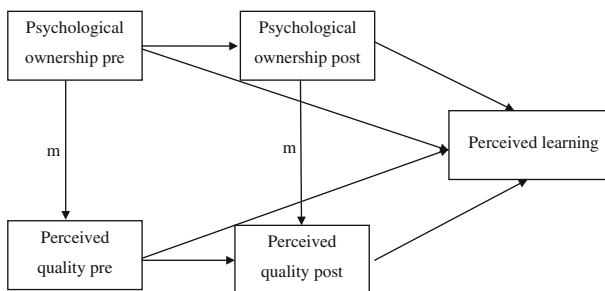 Psychological
ownership pre
Psychological
ownership post
m
m
Perceived learning
Perceived
quality pre
Perceived
quality post